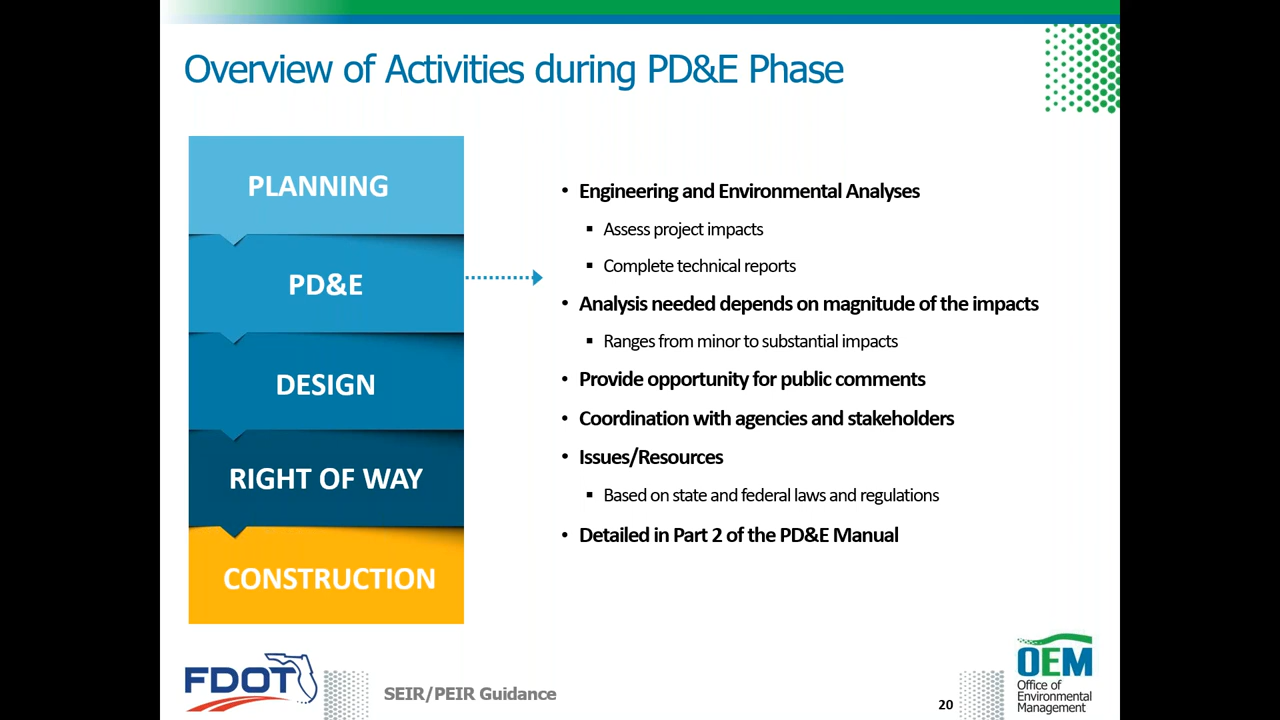 Overview of Activities during PD&E Phase
PLANNING
PD&E
DESIGN
RIGHT OF WAY
CONSTRUCTION
• Engineering and Environmental Analyses
▪ Assess project impacts
▪ Complete technical reports
• Analysis needed depends on magnitude of the impacts
▪ Ranges from minor to substantial impacts
• Provide opportunity for public comments
• Coordination with agencies and stakeholders
• Issues/Resources
▪ Based on state and federal laws and regulations
• Detailed in Part 2 of the PD&E Manual
FDOT
SEIR/PEIR Guidance
20
OEM
Office of
Environmental
Management